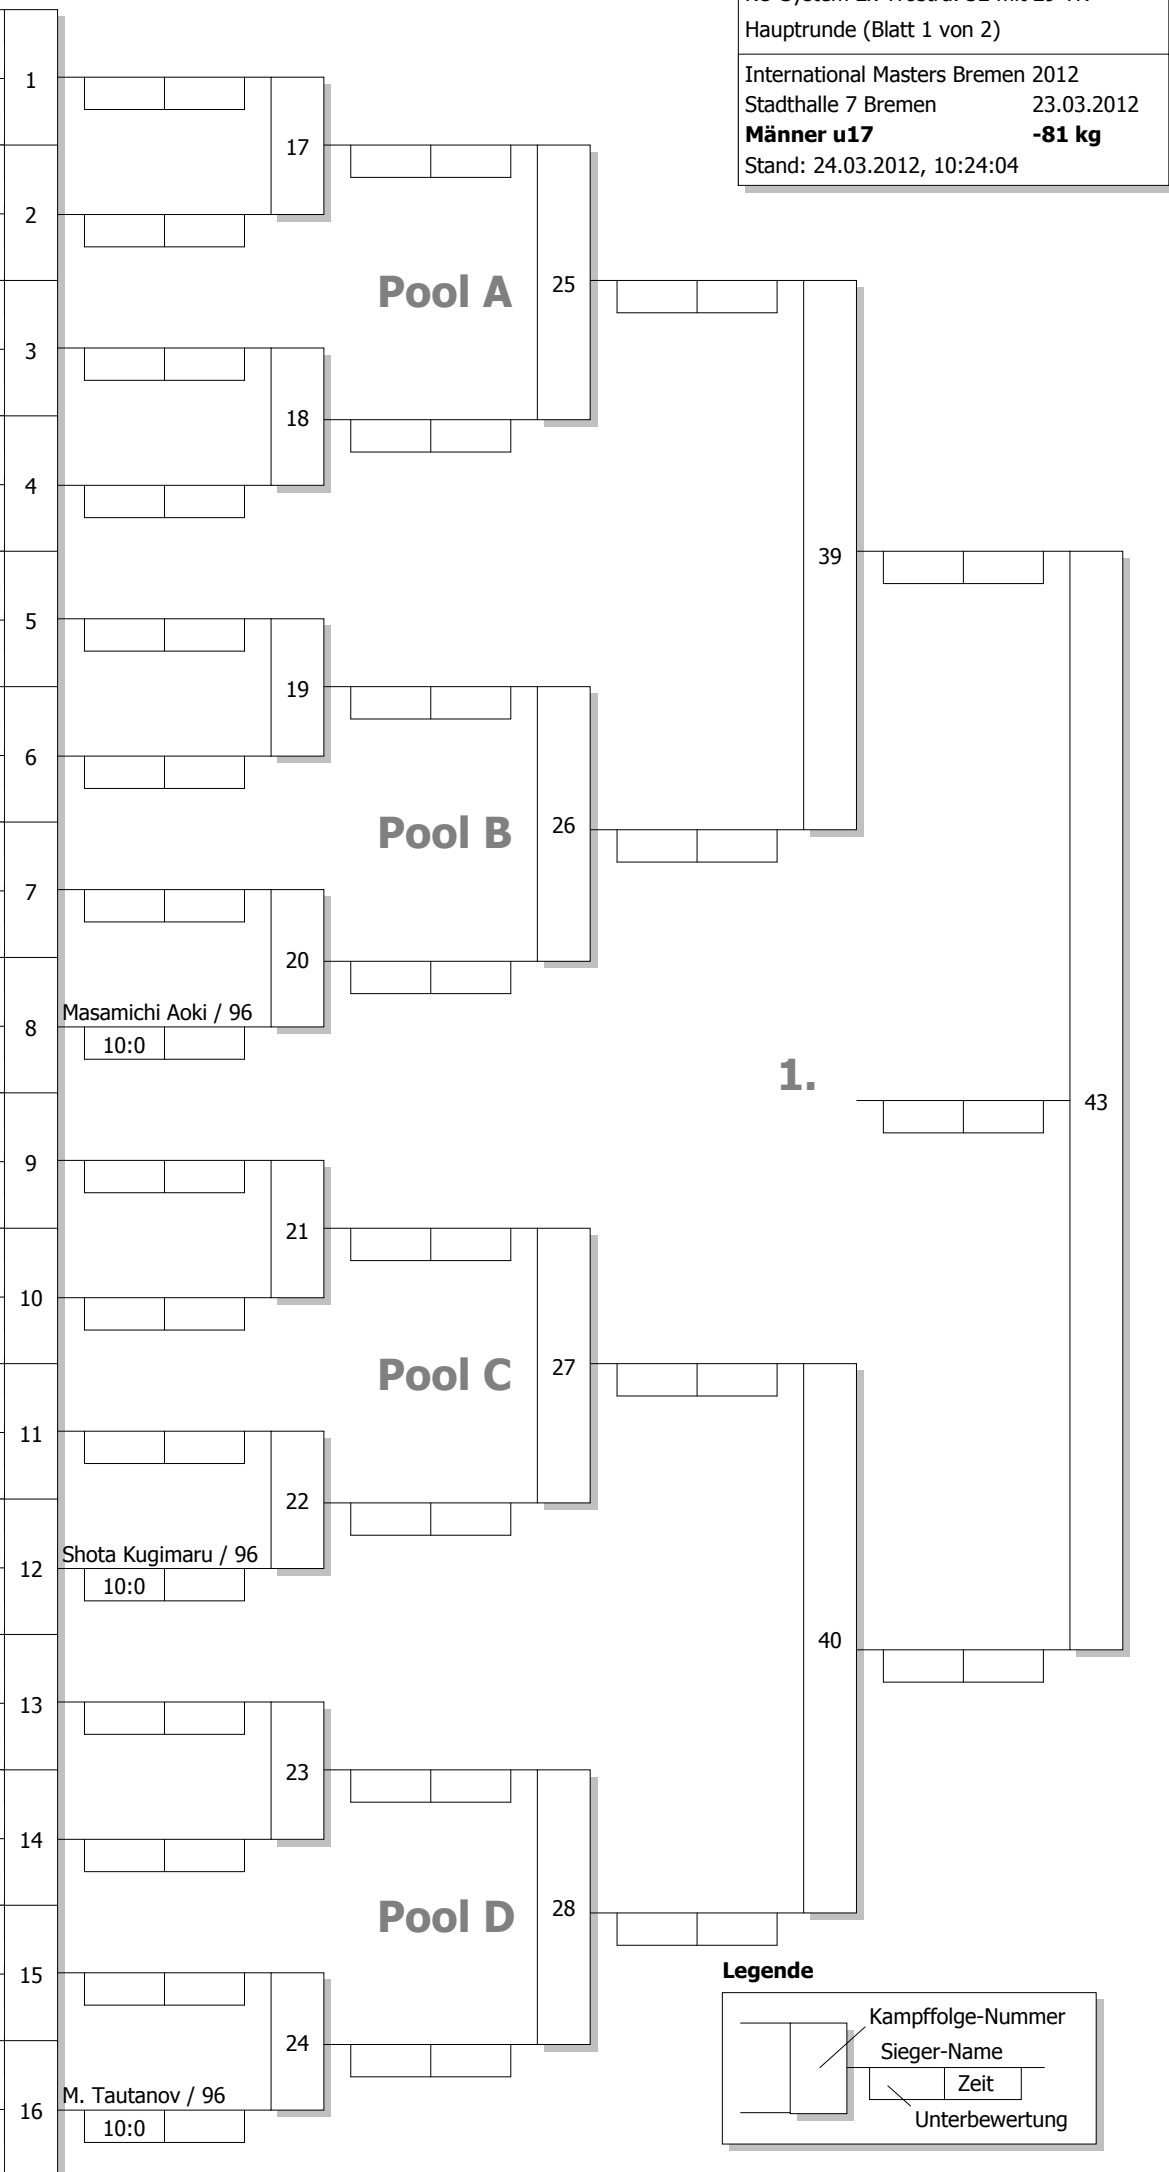 Hauptrunde (Blatt 1 von 2)
International Masters Bremen 2012
Stadthalle 7 Bremen 23.03.2012
Männer u17 -81 kg
Stand: 24.03.2012, 10:24:04
1
17
2
Pool A
25
3
18
4
39
5
19
6
Pool B
26
7
20
Masamichi Aoki / 96
8
10:0
1.
43
9
21
10
Pool C
27
11
22
Shota Kugimaru / 96
12
10:0
40
13
23
14
Pool D
28
15
24
M. Tautanov / 96
16
10:0
Legende
Kampffolge-Nummer
Sieger-Name
Zeit
Unterbewertung